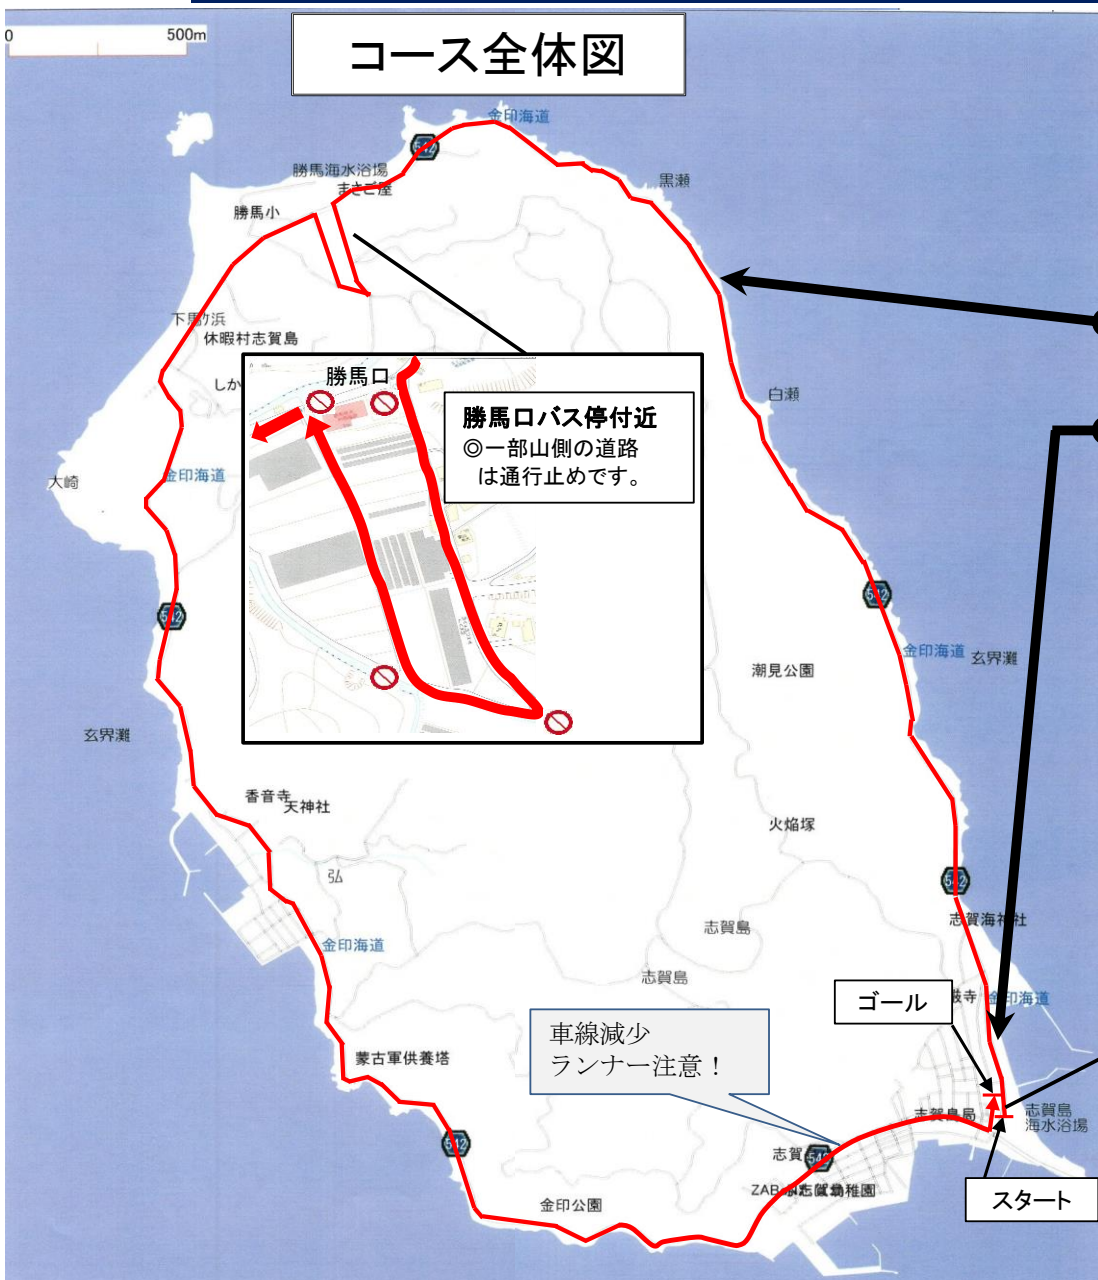 0
500m
コース全体図
金印海道
542
勝馬海水浴場
まさご屋
黒瀬
勝馬小
下馬ケ浜
休暇村志賀島
しか
勝馬口
勝馬口バス停付近
◎一部山側の道路
は通行止めです。
白瀬
大崎
金印海道
542
542
金印海道
玄界灘
潮見公園
玄界灘
香音寺
天神社
火焔塚
弘
542
志賀海神社
志賀島
金印海道
志賀島
ゴール
金印海道
車線減少
ランナー注意！
蒙古軍供養塔
志賀島局
志賀島
海水浴場
542
志賀
金印公園
スタート